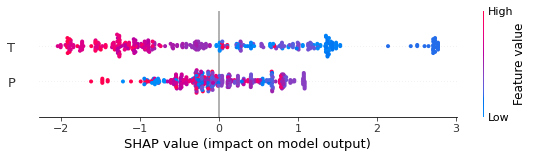 High
T
P
Feature value
Low
−2 −1 0 1 2 3
SHAP value (impact on model output)